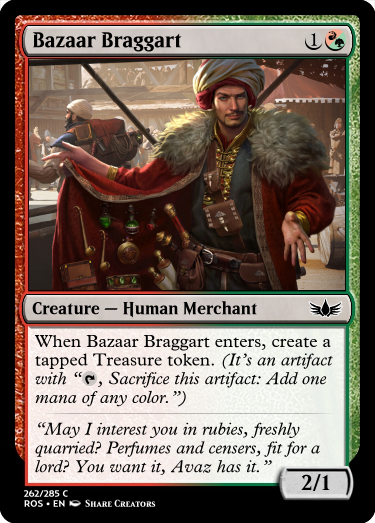 Bazaar Braggart 1
Creature — Human Merchant
When Bazaar Braggart enters, create a
tapped Treasure token. (It's an artifact
with “, Sacrifice this artifact: Add one
mana of any color.”)
“May I interest you in rubies, freshly
quarried? Perfumes and censers, fit for a
lord? You want it, Avaz has it.”
2/1
262/285 C
ROS • EN Share Creators